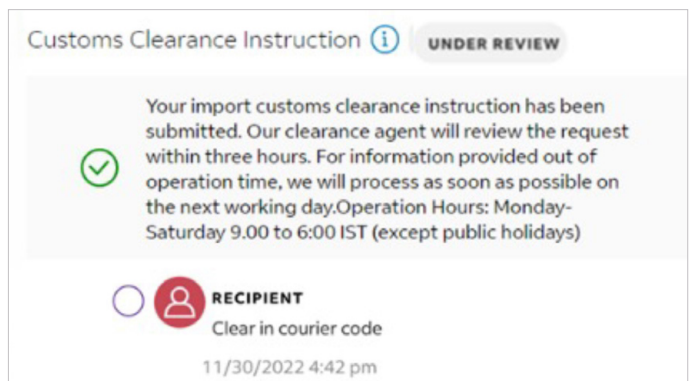 Customs Clearance Instruction i UNDER REVIEW
Your import customs clearance instruction has been
submitted. Our clearance agent will review the request
within three hours. For information provided out of
operation time, we will process as soon as possible on
the next working day.Operation Hours: Monday-
Saturday 9.00 to 6:00 IST (except public holidays)
RECIPIENT
Clear in courier code
11/30/2022 4:42 pm